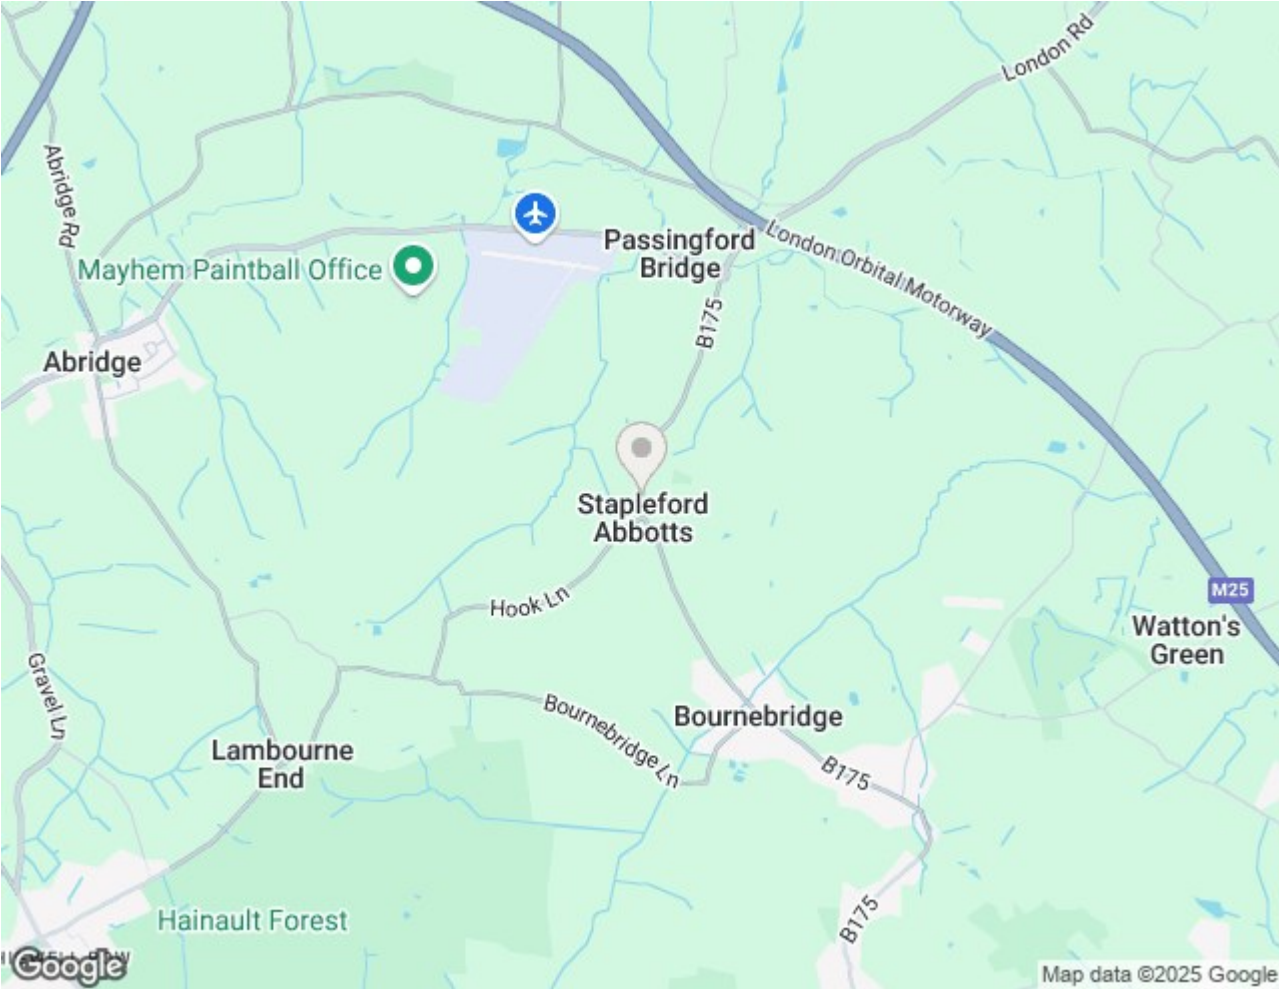 London Rd
Abridge Rd
Passingford
Bridge
London Orbital Motorway
Mayhem Paintball Office
B175
Abridge
Stapleford
Abbotts
M25
Hook Ln
Watton's
Green
Gravel Ln
Bournebridge Ln
Bournebridge
Lambourne
End
B175
B175
Hainault Forest
Google
Map data ©2025 Google